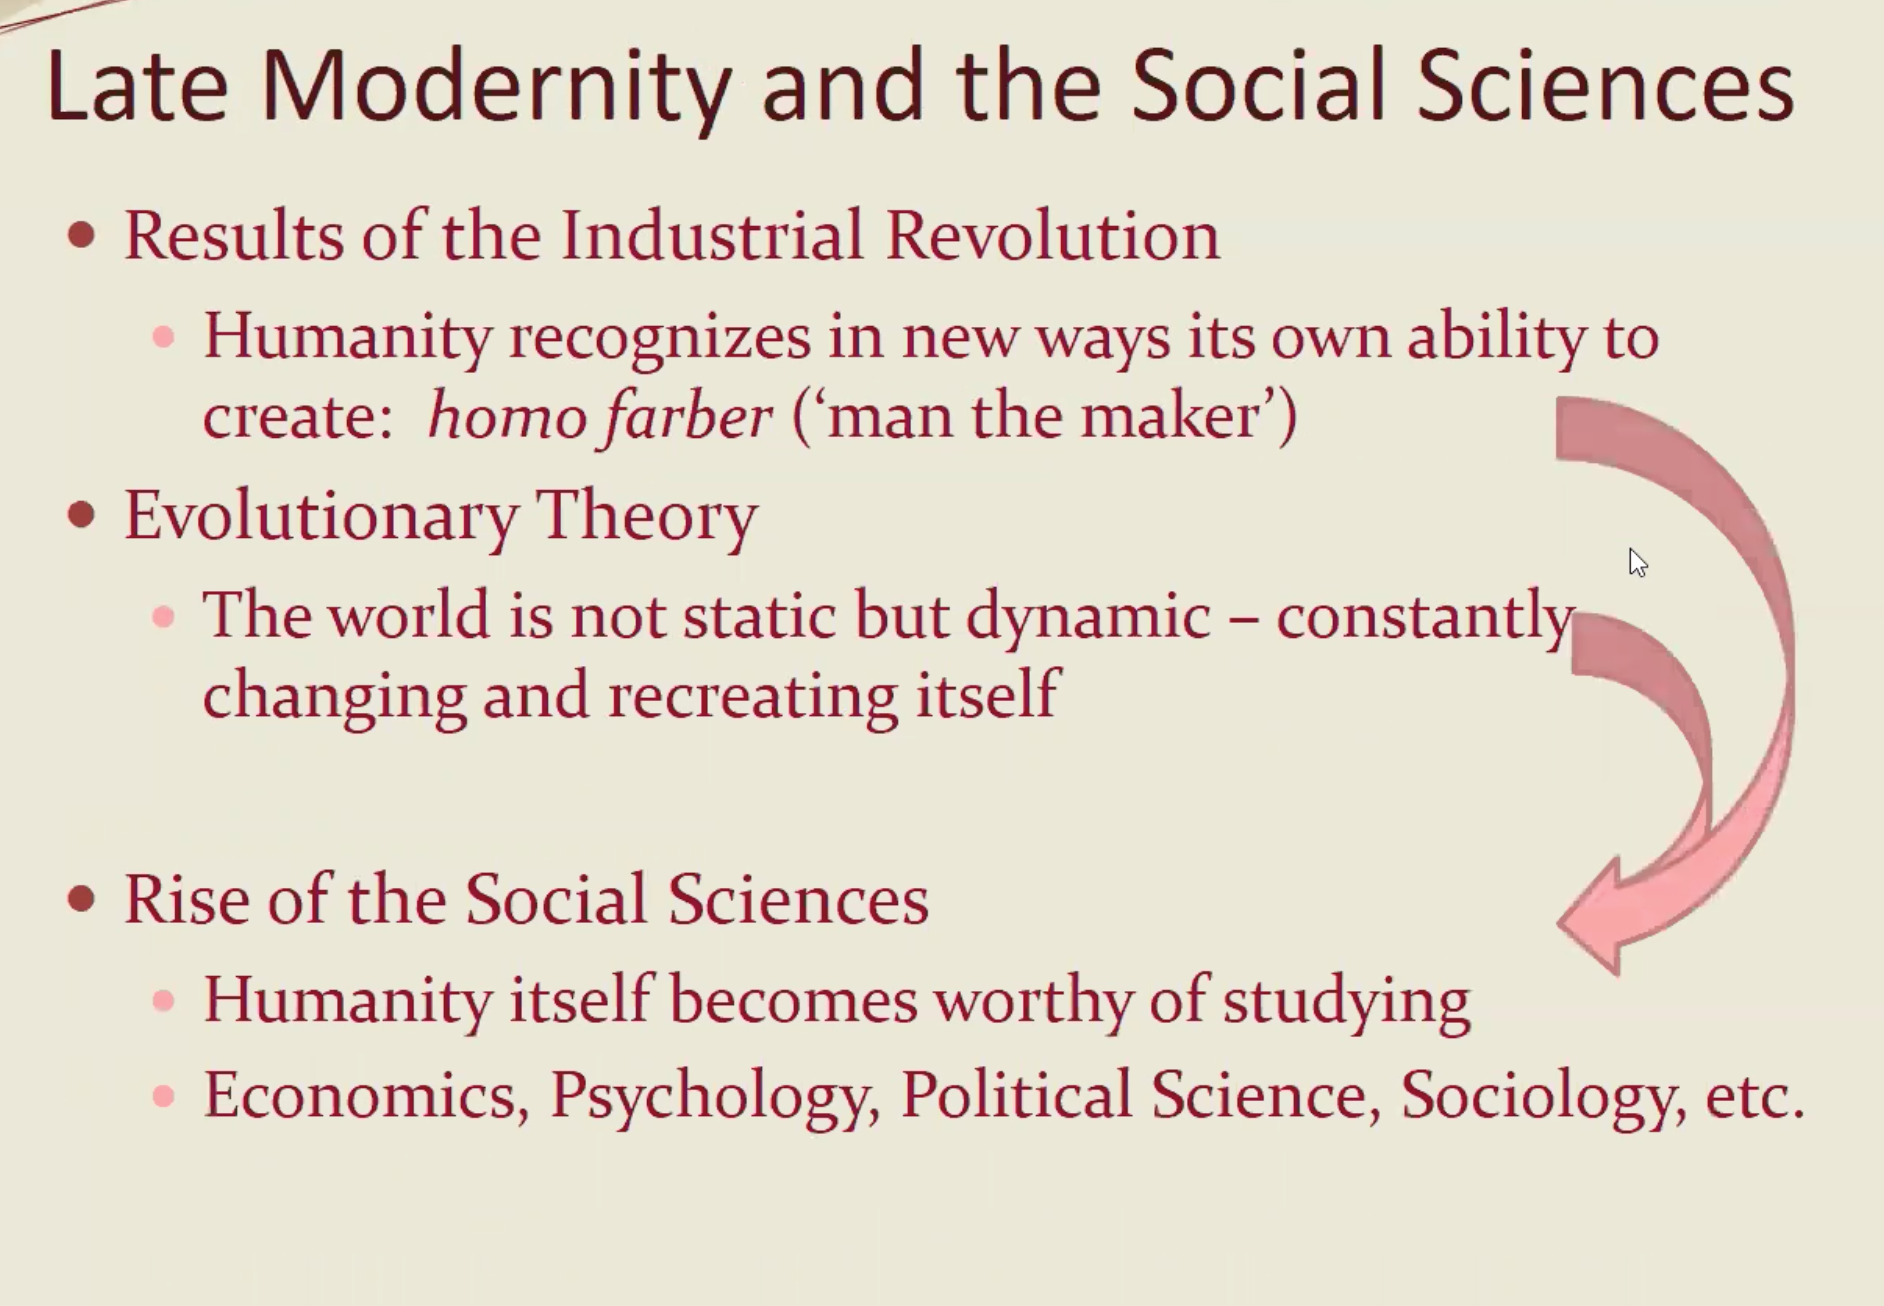 Late Modernity and the Social Sciences
• Results of the Industrial Revolution
• Humanity recognizes in new ways its own ability to
create:  homo farber (‘man the maker’)
• Evolutionary Theory
• The world is not static but dynamic – constantly
changing and recreating itself
• Rise of the Social Sciences
• Humanity itself becomes worthy of studying
• Economics, Psychology, Political Science, Sociology, etc.